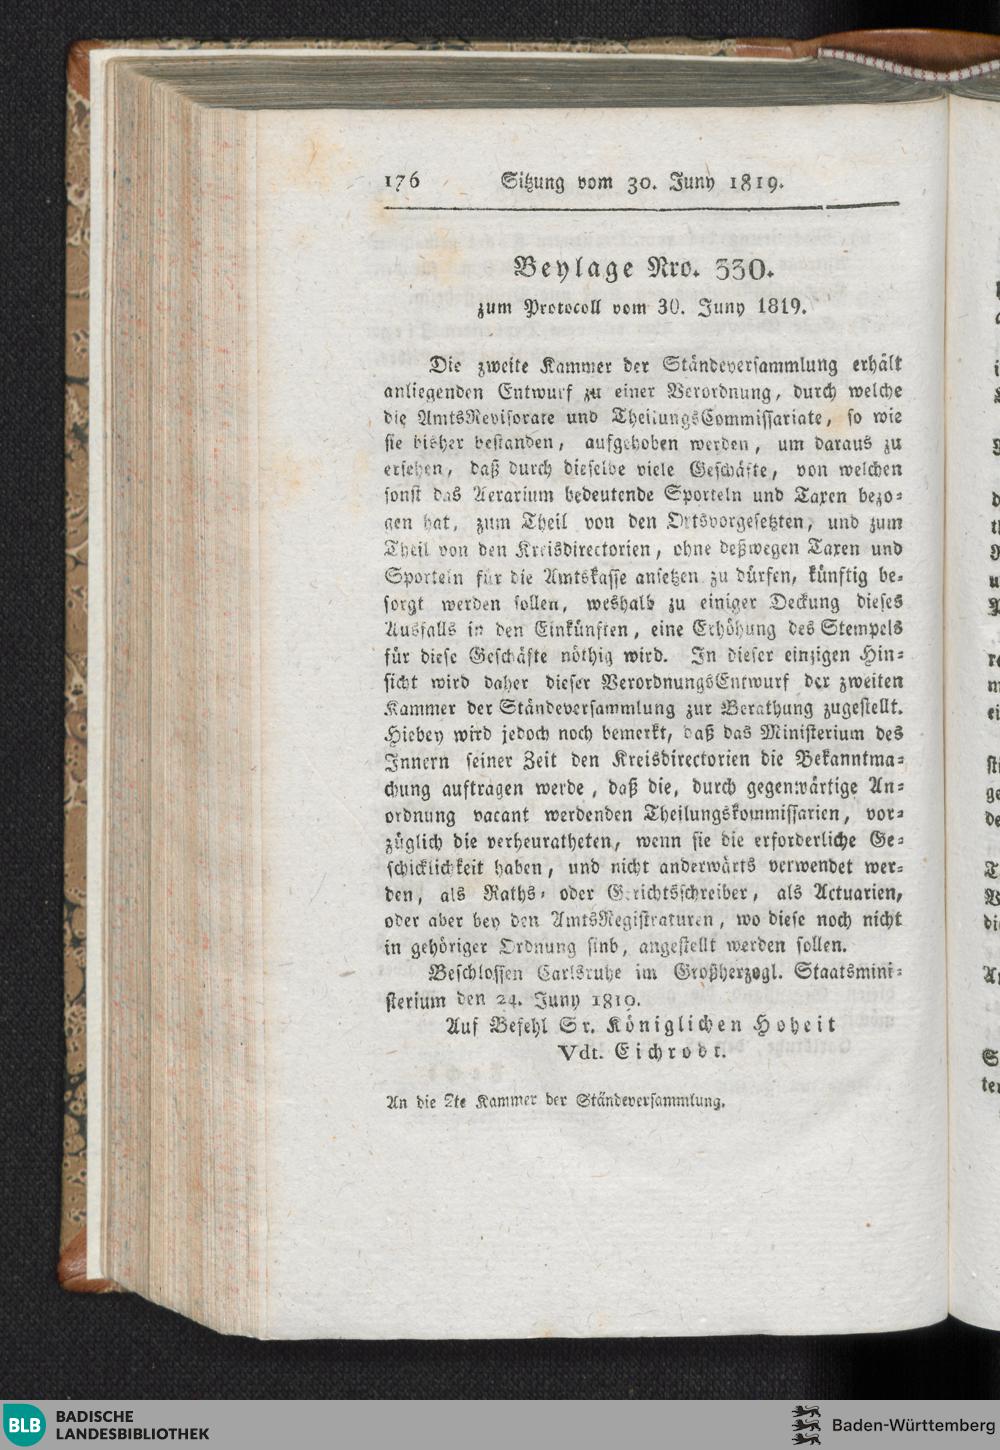 176 Sitzung vom 30. Juny 1819.
Beylage Nro. 330.
zum Protocoll vom 30. Juny 1819.
Die zweite Kammer der Ständeversammlung erhält
anliegenden Entwurf zu einer Verordnung, durch welche
die AmtsRevisorate und TheilungsCommissariate, so wie
sie bisher bestanden, aufgehoben werden, um daraus zu
ersehen, daß durch dieselbe viele Geschäfte, von welchen
sonst das Aerarium bedeutende Sporteln und Taxen bezo⸗
gen hat, zum Theil von den Ortsvorgesetzten, und zum
Theil von den Kreisdirectorien, ohne deßwegen Taxen und
Sporteln für die Amtskasse ansetzen zu dürfen, künftig be⸗
sorgt werden sollen, weshalb zu einiger Deckung dieses
Ausfalls in den Einkünften, eine Erhöhung des Stempels
für diese Geschäfte nöthig wird. In dieser einzigen Hin⸗
sicht wird daher dieser VerordnungsEntwurf der zweiten
Kammer der Ständeversammlung zur Berathung zugestellt.
Hiebey wird jedoch noch bemerkt, daß das Ministerium des
Innern seiner Zeit den Kreisdirectorien die Bekanntma⸗
chung auftragen werde, daß die, durch gegenwärtige An⸗
ordnung vacant werdenden Theilungskommissarien, vor⸗
züglich die verheuratheten, wenn sie die erforderliche Ge⸗
schicklichkeit haben, und nicht anderwärts verwendet wer⸗
den, als Raths⸗ oder Gerichtsschreiber, als Actuarien,
oder aber bey den AmtsRegistraturen, wo diese noch nicht
in gehöriger Ordnung sind, angestellt werden sollen.
Beschlossen Carlsruhe im Großherzogl. Staatsmini⸗
sterium den 24. Juny 1819.
Auf Befehl Sr. Königlichen Hoheit
Vdt. Eichrodt.
An die 2te Kammer der Ständeversammlung.
BLB BADISCHE
LANDESBIBLIOTHEK
Baden-Württemberg